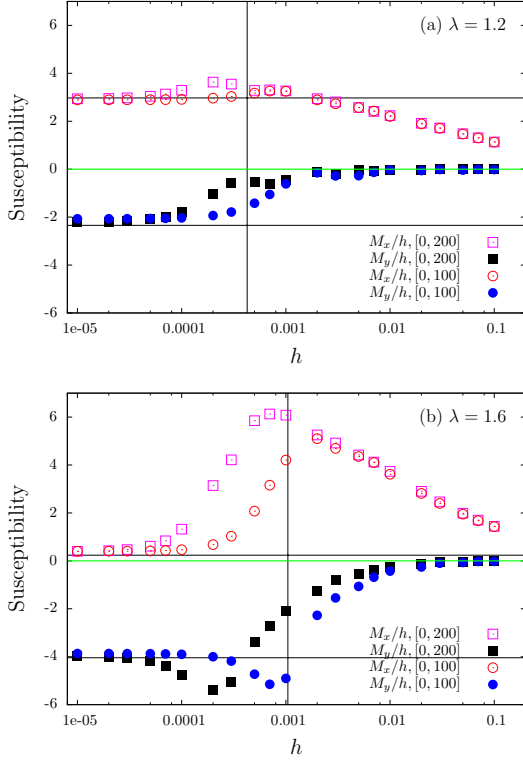 6
4
2
0
-2
-4
-6
Susceptibility
(a) λ = 1.2
M_x/h, [0, 200]
M_y/h, [0, 200]
M_x/h, [0, 100]
M_y/h, [0, 100]
1e-05 0.0001 0.001 0.01 0.1
h
6
4
2
0
-2
-4
-6
Susceptibility
(b) λ = 1.6
M_x/h, [0, 200]
M_y/h, [0, 200]
M_x/h, [0, 100]
M_y/h, [0, 100]
1e-05 0.0001 0.001 0.01 0.1
h